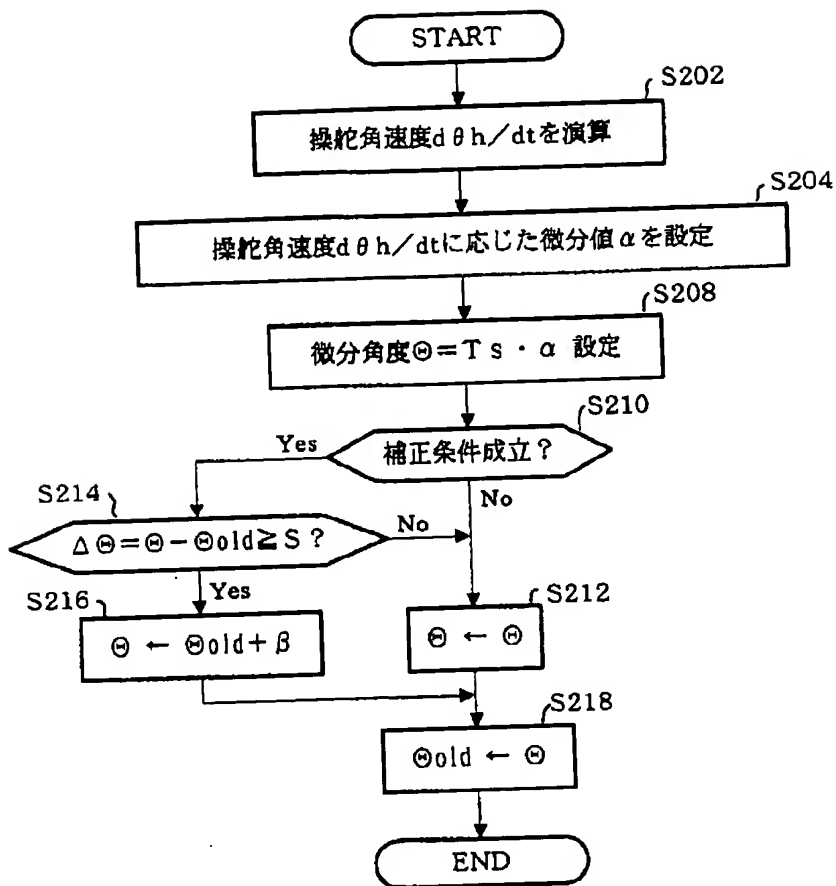 START
S202
操舵角速度dθh／dtを演算
S204
操舵角速度dθh／dtに応じた微分値αを設定
S208
微分角度Θ＝Ts・α 設定
S210
補正条件成立？
Yes
No
S214
ΔΘ＝Θ－Θold≧S？
No
Yes
S216
Θ ← Θold＋β
S212
Θ ← Θ
S218
Θold ← Θ
END